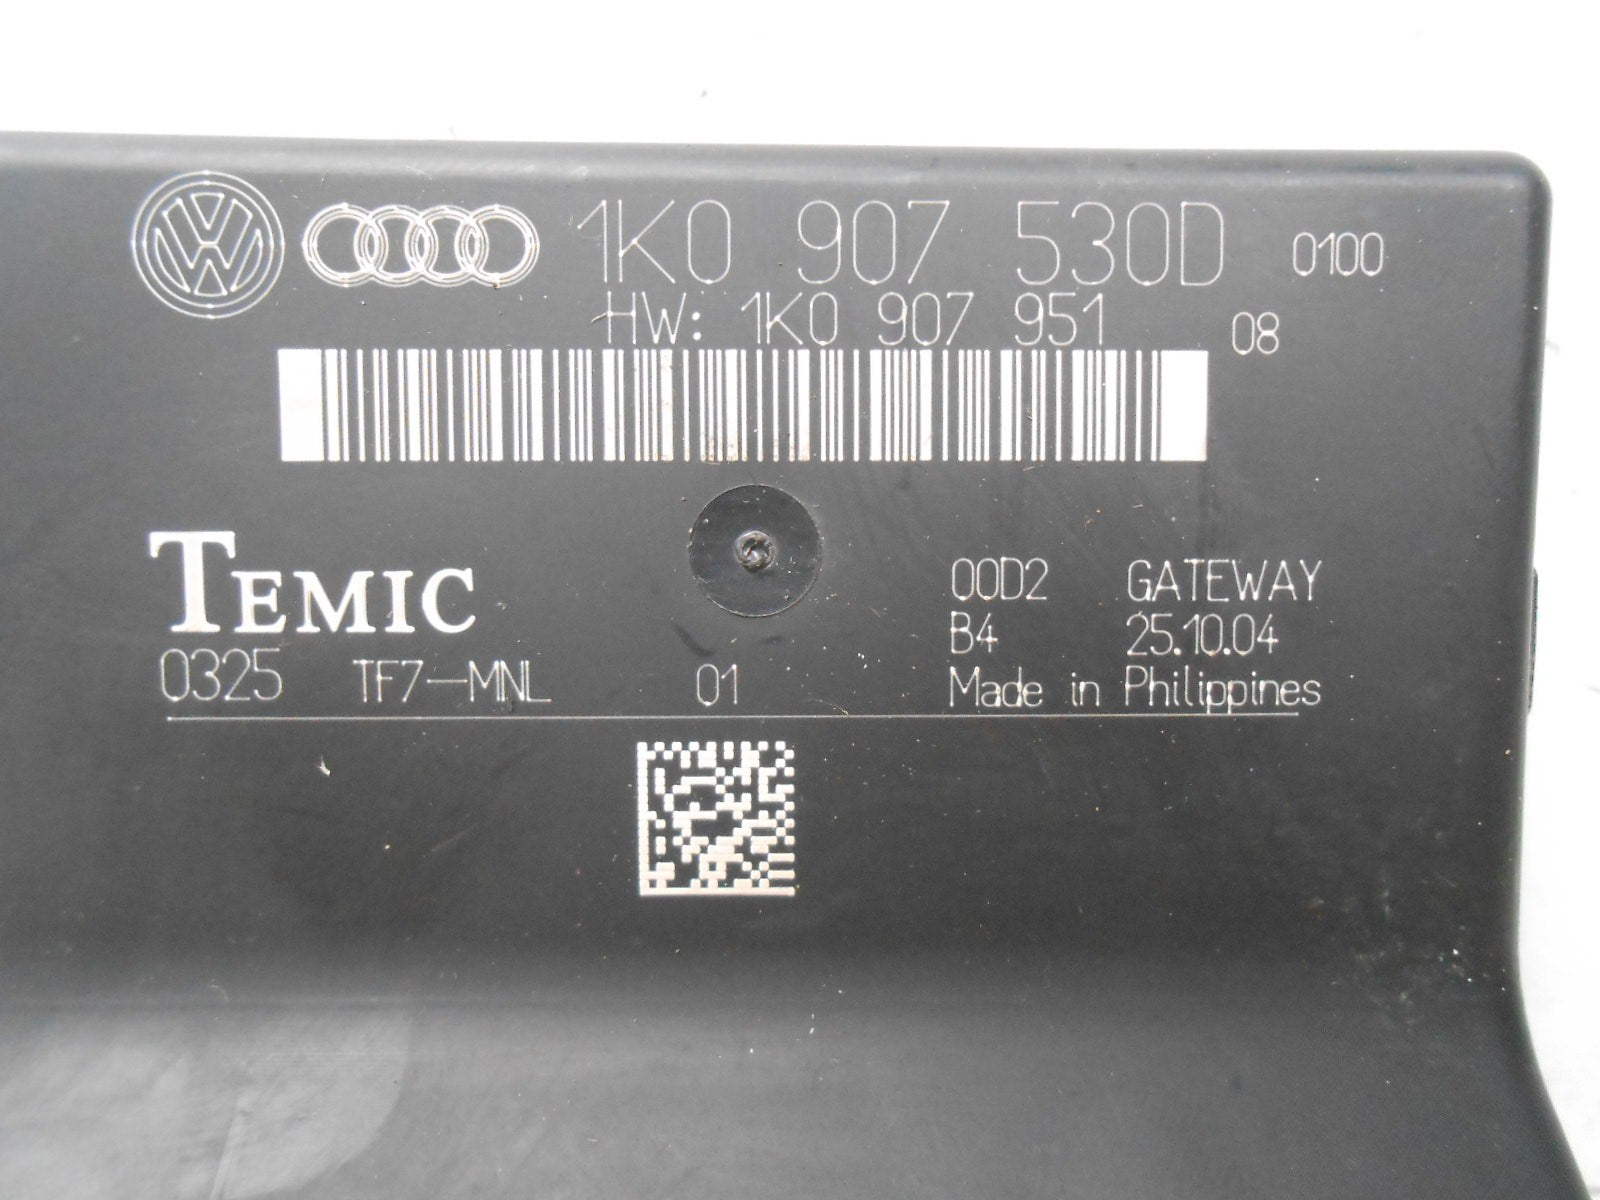 1K0 907 530D 0100
HW: 1K0 907 951 08
TEMIC
00D2 GATEWAY
B4 25.10.04
0325 TF7-MNL 01 Made in Philippines